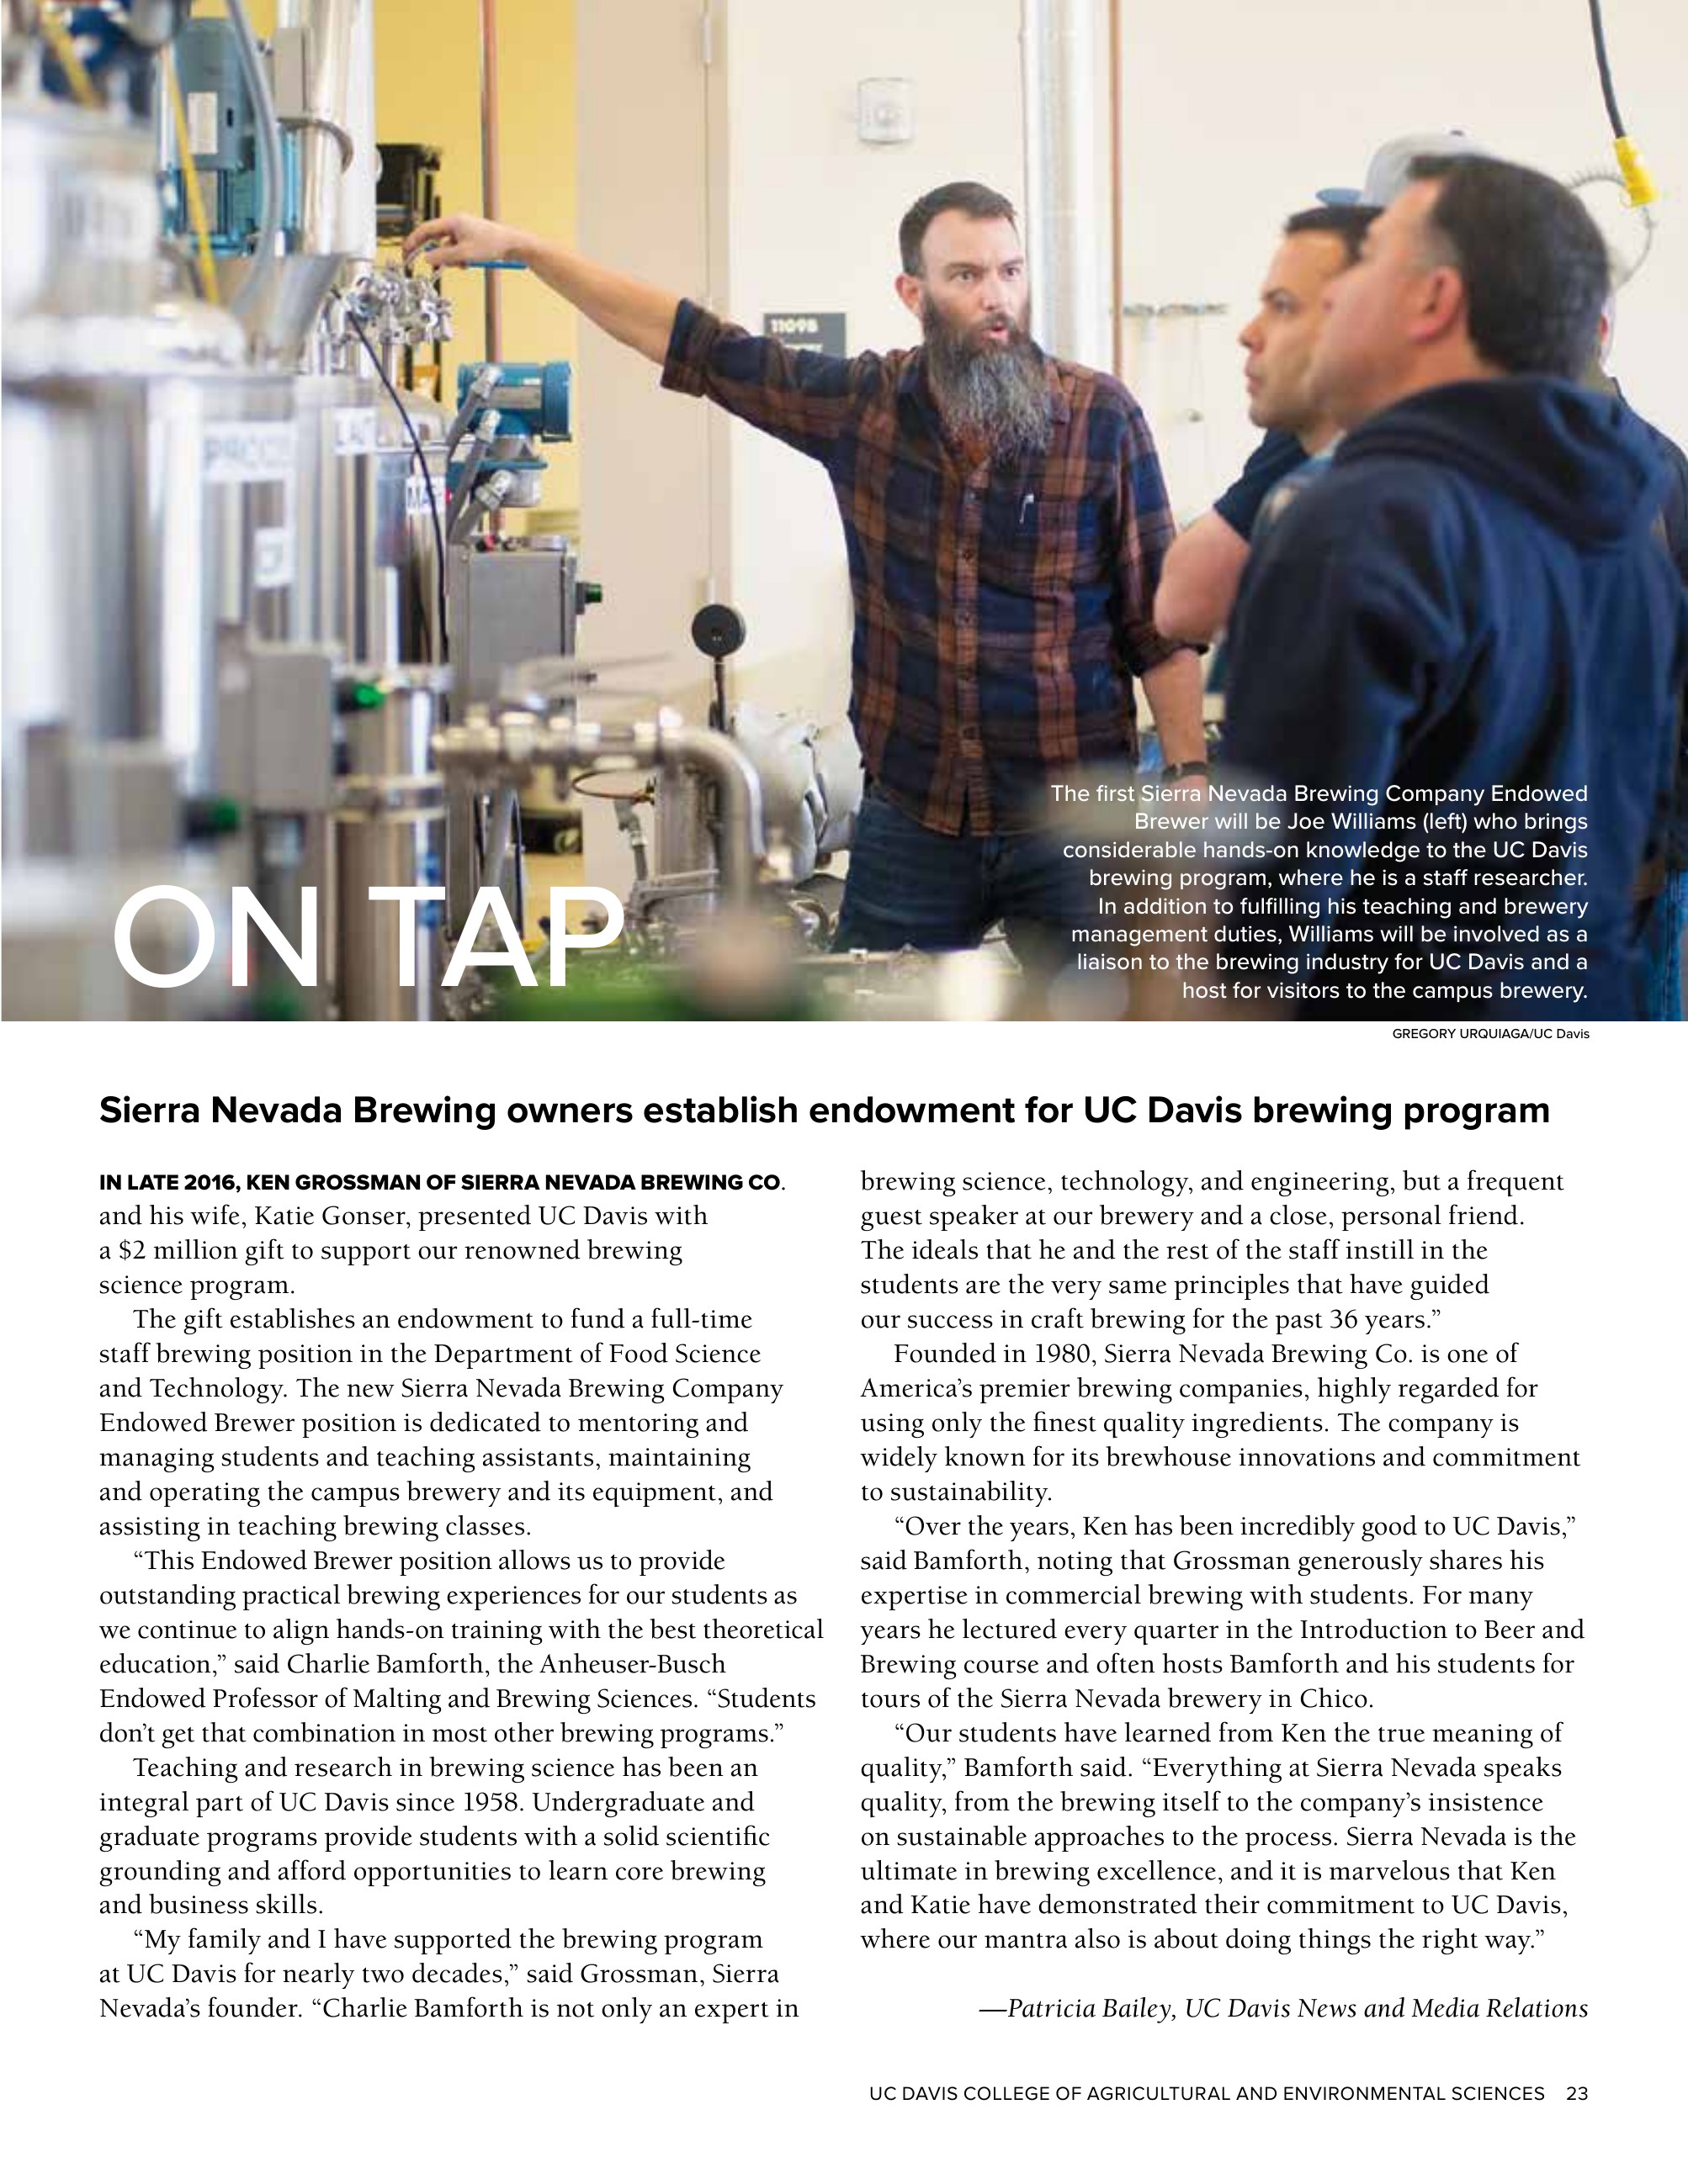 1109B
PROCE
ON TAP
The first Sierra Nevada Brewing Company Endowed
Brewer will be Joe Williams (left) who brings
considerable hands-on knowledge to the UC Davis
brewing program, where he is a staff researcher.
In addition to fulfilling his teaching and brewery
management duties, Williams will be involved as a
liaison to the brewing industry for UC Davis and a
host for visitors to the campus brewery.
GREGORY URQUIAGA/UC Davis
Sierra Nevada Brewing owners establish endowment for UC Davis brewing program
IN LATE 2016, KEN GROSSMAN OF SIERRA NEVADA BREWING CO.
and his wife, Katie Gonser, presented UC Davis with
a $2 million gift to support our renowned brewing
science program.
The gift establishes an endowment to fund a full-time
staff brewing position in the Department of Food Science
and Technology. The new Sierra Nevada Brewing Company
Endowed Brewer position is dedicated to mentoring and
managing students and teaching assistants, maintaining
and operating the campus brewery and its equipment, and
assisting in teaching brewing classes.
“This Endowed Brewer position allows us to provide
outstanding practical brewing experiences for our students as
we continue to align hands-on training with the best theoretical
education,” said Charlie Bamforth, the Anheuser-Busch
Endowed Professor of Malting and Brewing Sciences. “Students
don’t get that combination in most other brewing programs.”
Teaching and research in brewing science has been an
integral part of UC Davis since 1958. Undergraduate and
graduate programs provide students with a solid scientific
grounding and afford opportunities to learn core brewing
and business skills.
“My family and I have supported the brewing program
at UC Davis for nearly two decades,” said Grossman, Sierra
Nevada’s founder. “Charlie Bamforth is not only an expert in
brewing science, technology, and engineering, but a frequent
guest speaker at our brewery and a close, personal friend.
The ideals that he and the rest of the staff instill in the
students are the very same principles that have guided
our success in craft brewing for the past 36 years.”
Founded in 1980, Sierra Nevada Brewing Co. is one of
America’s premier brewing companies, highly regarded for
using only the finest quality ingredients. The company is
widely known for its brewhouse innovations and commitment
to sustainability.
“Over the years, Ken has been incredibly good to UC Davis,”
said Bamforth, noting that Grossman generously shares his
expertise in commercial brewing with students. For many
years he lectured every quarter in the Introduction to Beer and
Brewing course and often hosts Bamforth and his students for
tours of the Sierra Nevada brewery in Chico.
“Our students have learned from Ken the true meaning of
quality,” Bamforth said. “Everything at Sierra Nevada speaks
quality, from the brewing itself to the company’s insistence
on sustainable approaches to the process. Sierra Nevada is the
ultimate in brewing excellence, and it is marvelous that Ken
and Katie have demonstrated their commitment to UC Davis,
where our mantra also is about doing things the right way.”
—Patricia Bailey, UC Davis News and Media Relations
UC DAVIS COLLEGE OF AGRICULTURAL AND ENVIRONMENTAL SCIENCES 23